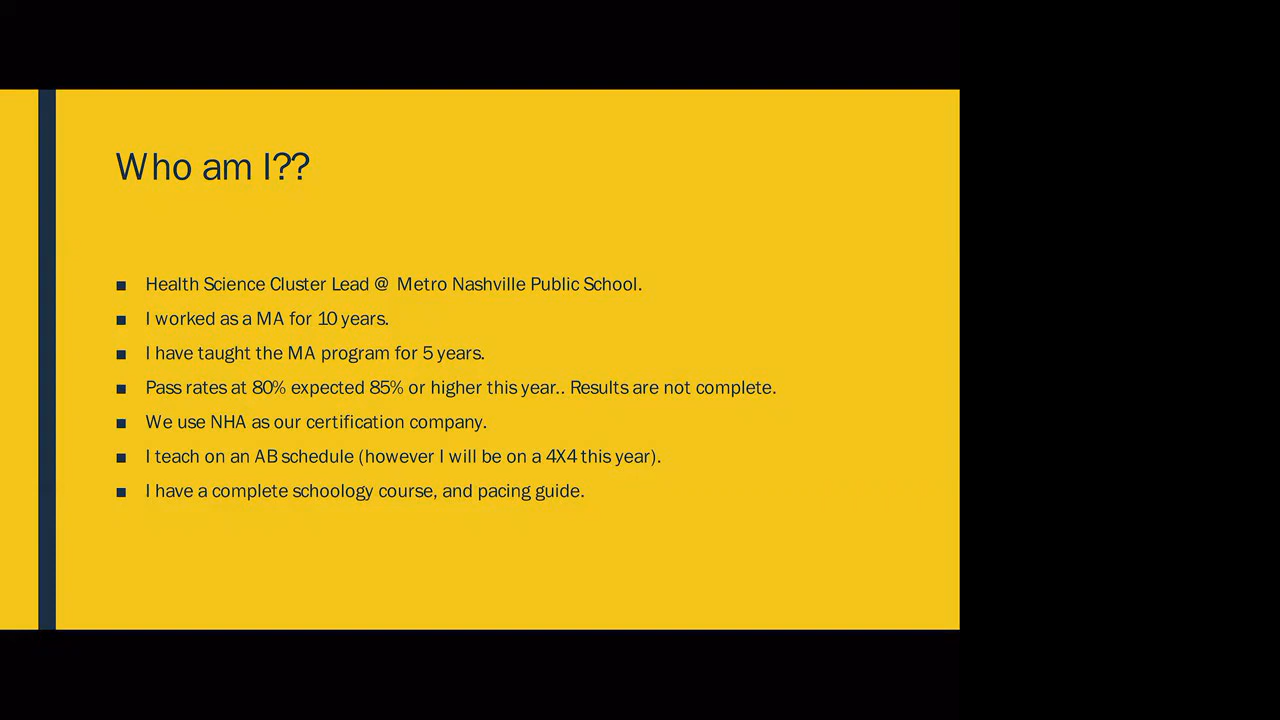 Who am I??
■ Health Science Cluster Lead @ Metro Nashville Public School.
■ I worked as a MA for 10 years.
■ I have taught the MA program for 5 years.
■ Pass rates at 80% expected 85% or higher this year.. Results are not complete.
■ We use NHA as our certification company.
■ I teach on an AB schedule (however I will be on a 4X4 this year).
■ I have a complete schoology course, and pacing guide.